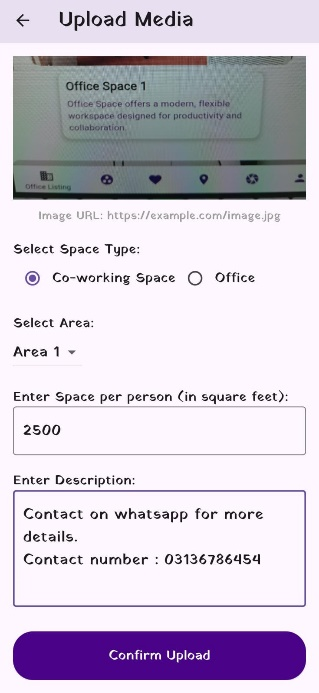 Upload Media
Office Space 1
Office Space offers a modern, flexible
workspace designed for productivity and
collaboration.
Office Listing
Image URL: https://example.com/image.jpg
Select Space Type:
Co-working Space Office
Select Area:
Area 1
Enter Space per person (in square feet):
2500
Enter Description:
Contact on whatsapp for more
details.
Contact number : 03136786454
Confirm Upload